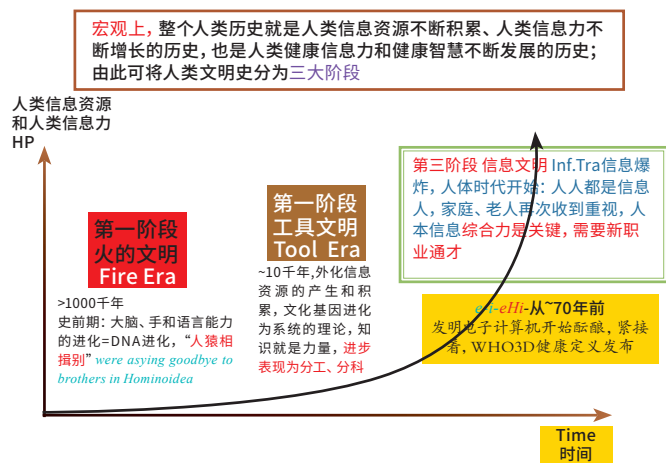 宏观上，整个人类历史就是人类信息资源不断积累、人类信息力不
断增长的历史，也是人类健康信息力和健康智慧不断发展的历史；
由此可将人类文明史分为三大阶段
人类信息资源
和人类信息力
HP
第一阶段
火的文明
Fire Era
>1000千年
史前期：大脑、手和语言能力
的进化=DNA进化，“人猿相
揖别” were asying goodbye to
brothers in Hominoidea
第一阶段
工具文明
Tool Era
~10千年,外化信息
资源的产生和积
累，文化基因进化
为系统的理论，知
识就是力量，进步
表现为分工、分科
第三阶段 信息文明 Inf.Tra信息爆
炸，人体时代开始：人人都是信息
人，家庭、老人再次收到重视，人
本信息综合力是关键，需要新职
业通才
-eHi-从~70年前
发明电子计算机开始酝酿，紧接
着，WHO3D健康定义发布
Time
时间